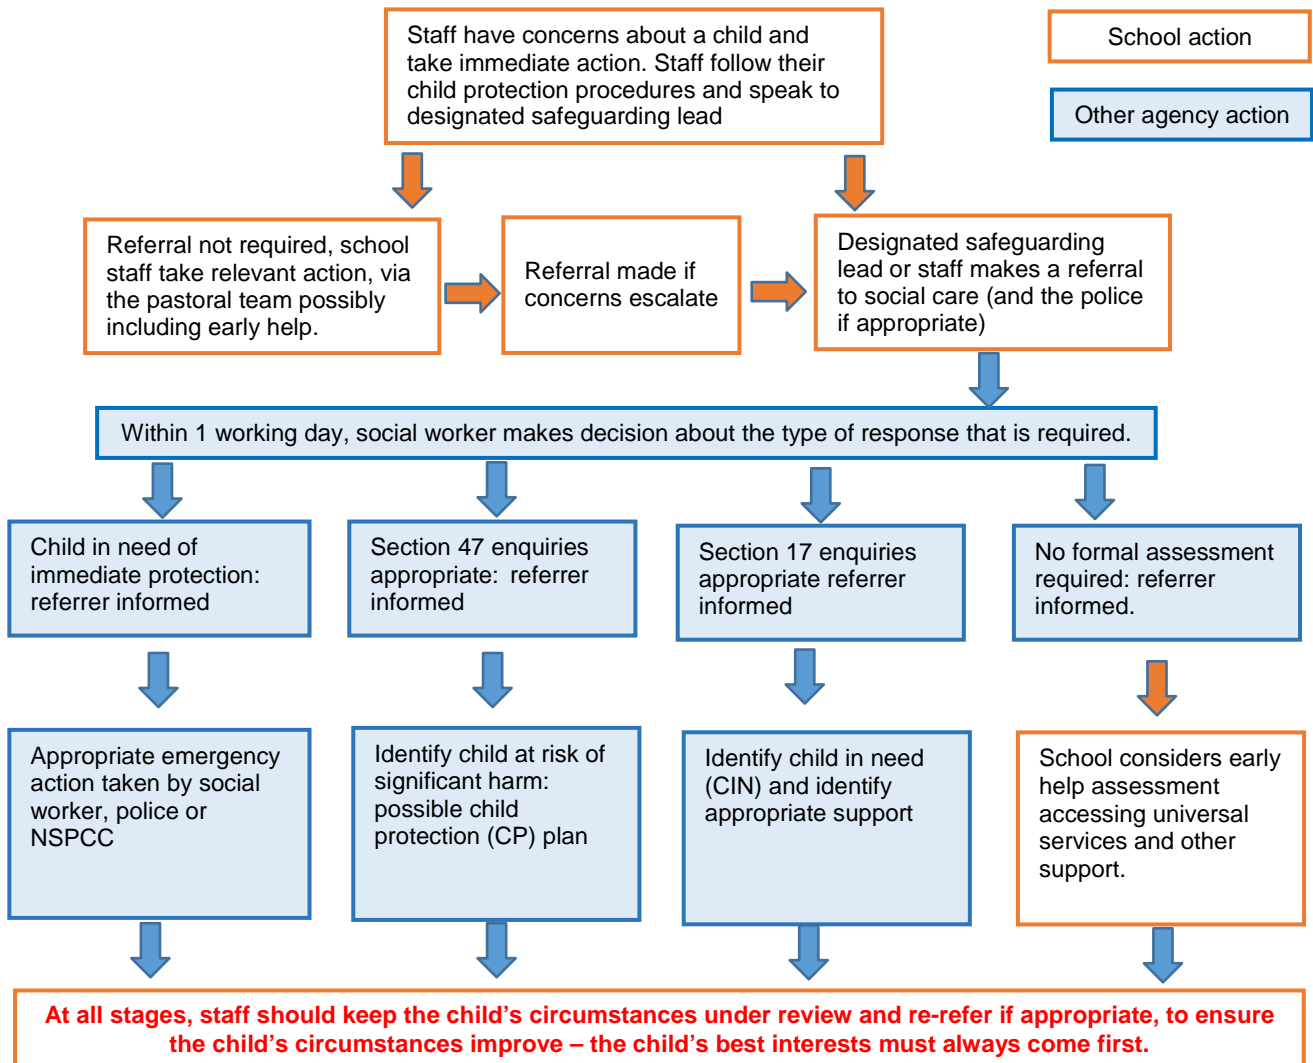 Staff have concerns about a child and
take immediate action. Staff follow their
child protection procedures and speak to
designated safeguarding lead
School action
Other agency action
Referral not required, school
staff take relevant action, via
the pastoral team possibly
including early help.
Referral made if
concerns escalate
Designated safeguarding
lead or staff makes a referral
to social care (and the police
if appropriate)
Within 1 working day, social worker makes decision about the type of response that is required.
Child in need of
immediate protection:
referrer informed
Section 47 enquiries
appropriate: referrer
informed
Section 17 enquiries
appropriate referrer
informed
No formal assessment
required: referrer
informed.
Appropriate emergency
action taken by social
worker, police or
NSPCC
Identify child at risk of
significant harm:
possible child
protection (CP) plan
Identify child in need
(CIN) and identify
appropriate support
School considers early
help assessment
accessing universal
services and other
support.
At all stages, staff should keep the child’s circumstances under review and re-refer if appropriate, to ensure
the child’s circumstances improve – the child’s best interests must always come first.